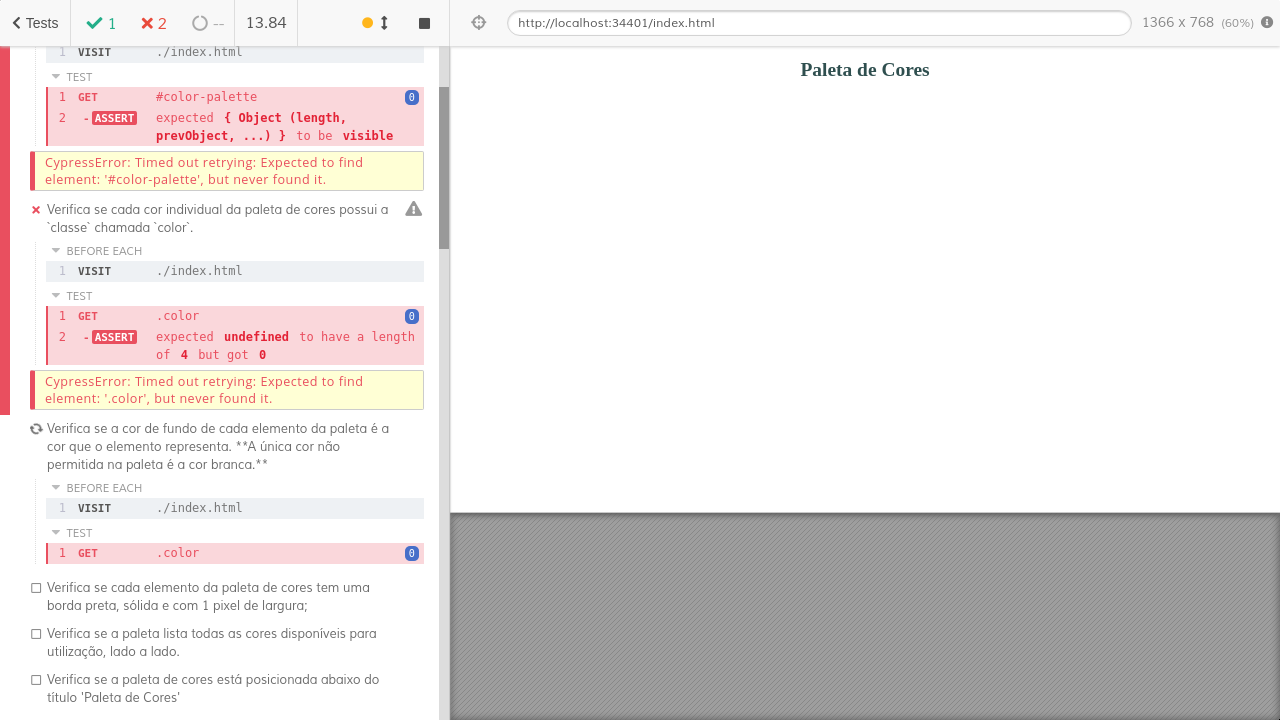 Tests 1 2 -- 13.84 http://localhost:34401/index.html 1366 x 768 (60%)
1 VISIT ./index.html
TEST
1 GET #color-palette 0
2 - ASSERT expected { Object (length,
prevObject, ...) } to be visible
CypressError: Timed out retrying: Expected to find
element: '#color-palette', but never found it.
Verifica se cada cor individual da paleta de cores possui a
`classe` chamada `color`.
BEFORE EACH
1 VISIT ./index.html
TEST
1 GET .color 0
2 - ASSERT expected undefined to have a length
of 4 but got 0
CypressError: Timed out retrying: Expected to find
element: '.color', but never found it.
Verifica se a cor de fundo de cada elemento da paleta é a
cor que o elemento representa. **A única cor não
permitida na paleta é a cor branca.**
BEFORE EACH
1 VISIT ./index.html
TEST
1 GET .color 0
Verifica se cada elemento da paleta de cores tem uma
borda preta, sólida e com 1 pixel de largura;
Verifica se a paleta lista todas as cores disponíveis para
utilização, lado a lado.
Verifica se a paleta de cores está posicionada abaixo do
título 'Paleta de Cores'
Paleta de Cores